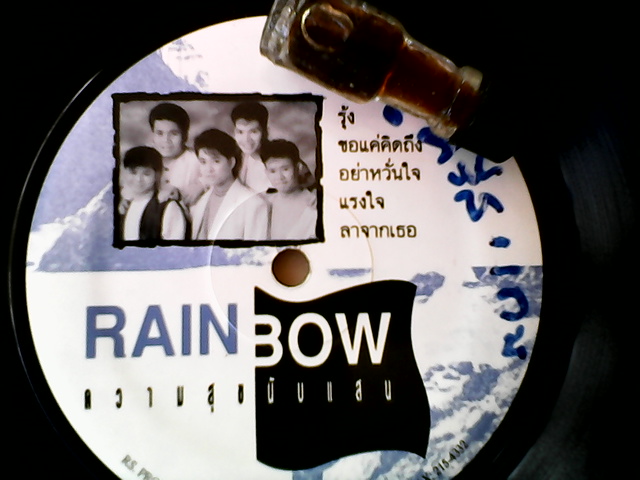 รุ้ง
ขอแค่คิดถึง
อย่าหวั่นใจ
แรงใจ
ลาจากเธอ
RAINBOW
ความสุขนับแสน